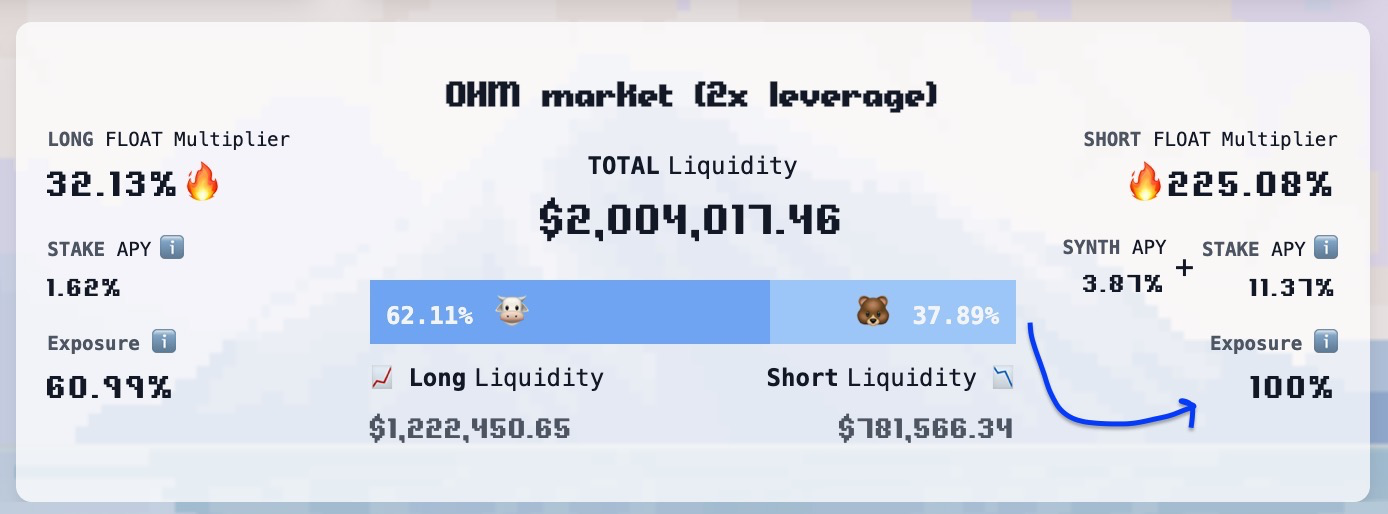 OHM market (2x leverage)
LONG FLOAT Multiplier
32.13%
STAKE APY
1.62%
Exposure
60.99%
TOTAL Liquidity
$2,004,017.46
62.11%
37.89%
Long Liquidity
$1,222,450.65
Short Liquidity
$781,566.34
SHORT FLOAT Multiplier
225.08%
SYNTH APY + STAKE APY
3.87% 11.37%
Exposure
100%